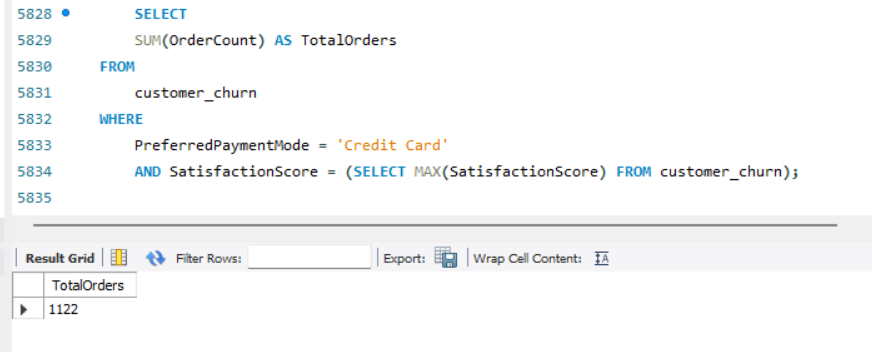 5828 SELECT
5829 SUM(OrderCount) AS TotalOrders
5830 FROM
5831 customer_churn
5832 WHERE
5833 PreferredPaymentMode = 'Credit Card'
5834 AND SatisfactionScore = (SELECT MAX(SatisfactionScore) FROM customer_churn);
5835
Result Grid Filter Rows: Export: Wrap Cell Content: IA
TotalOrders
1122